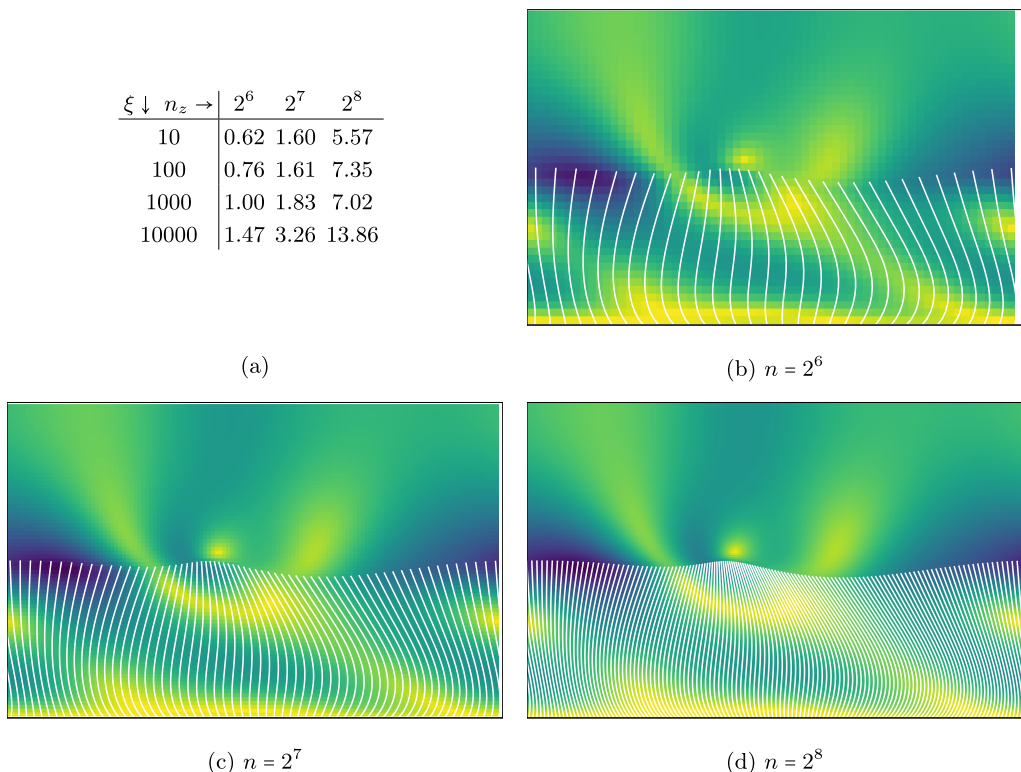 ξ ↓ n_z → 2^6 2^7 2^8
10 0.62 1.60 5.57
100 0.76 1.61 7.35
1000 1.00 1.83 7.02
10000 1.47 3.26 13.86
(a)
(b) n = 2^6
(c) n = 2^7
(d) n = 2^8